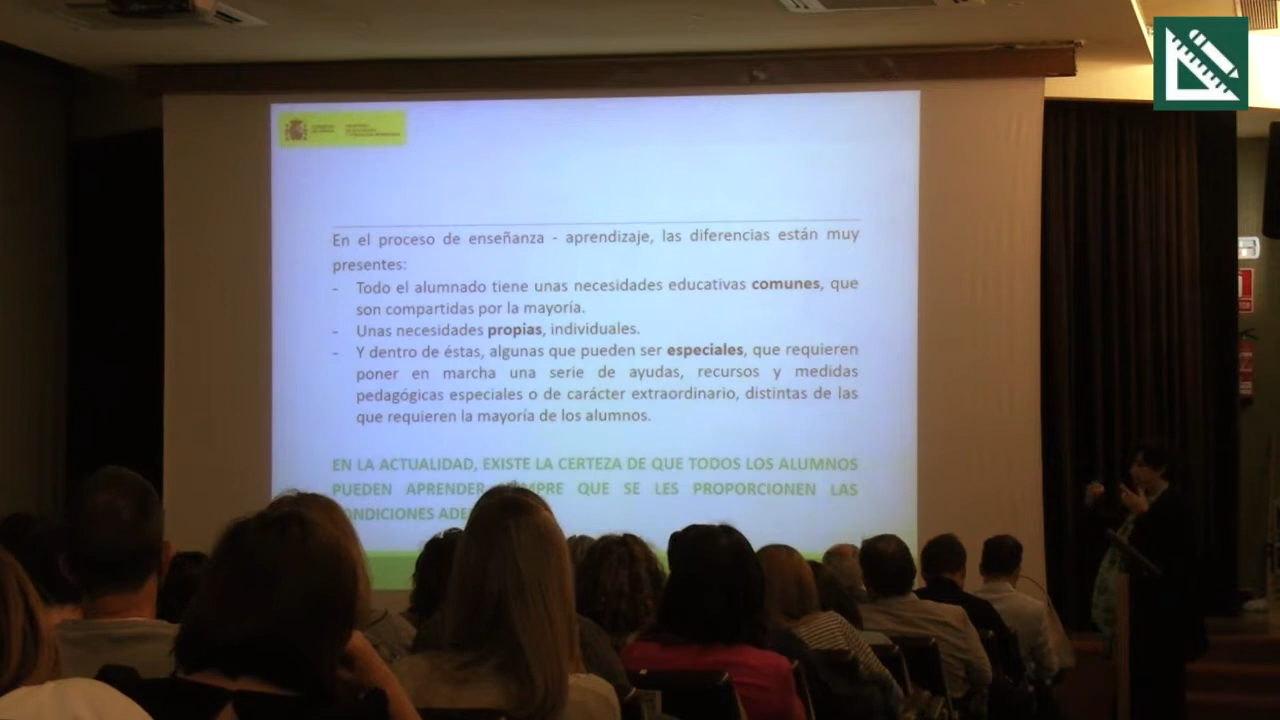 En el proceso de enseñanza - aprendizaje, las diferencias están muy
presentes:
- Todo el alumnado tiene unas necesidades educativas comunes, que
son compartidas por la mayoría.
- Unas necesidades propias, individuales.
- Y dentro de éstas, algunas que pueden ser especiales, que requieren
poner en marcha una serie de ayudas, recursos y medidas
pedagógicas especiales o de carácter extraordinario, distintas de las
que requieren la mayoría de los alumnos.
EN LA ACTUALIDAD, EXISTE LA CERTEZA DE QUE TODOS LOS ALUMNOS
PUEDEN APRENDER QUE SE LES PROPORCIONEN LAS